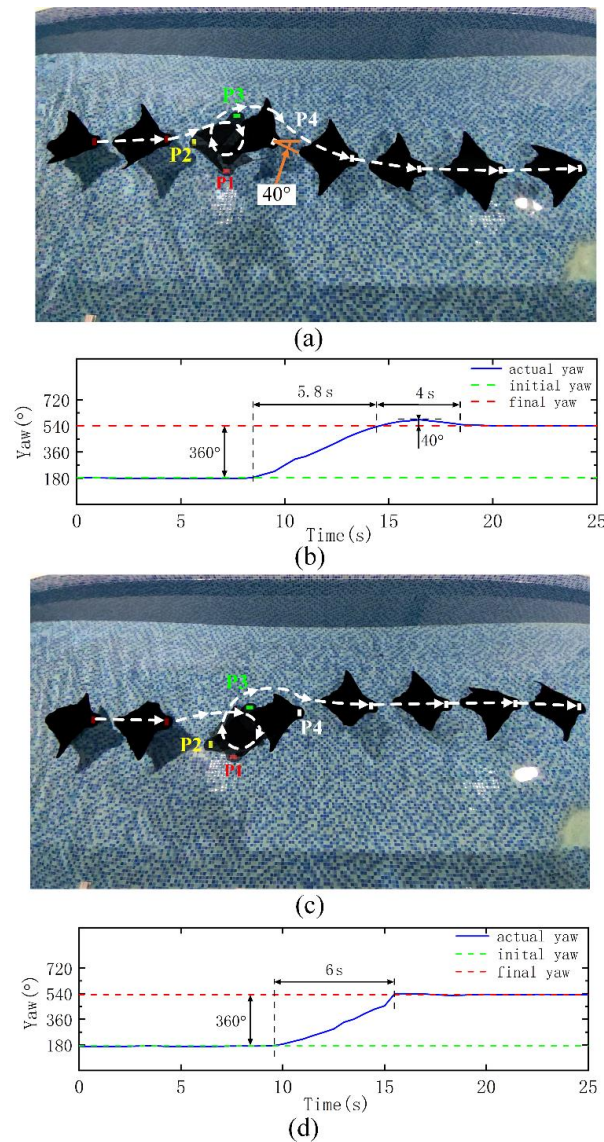 P3
P4
P2
P1
40°
(a)
5.8 s
4 s
actual yaw
initial yaw
final yaw
Yaw(°)
720
540
360
180
360°
40°
0
5
10
15
20
25
Time(s)
(b)
P3
P4
P2
P1
(c)
6s
actual yaw
inital yaw
final yaw
Yaw(°)
720
540
360
180
360°
0
5
10
15
20
25
Time(s)
(d)